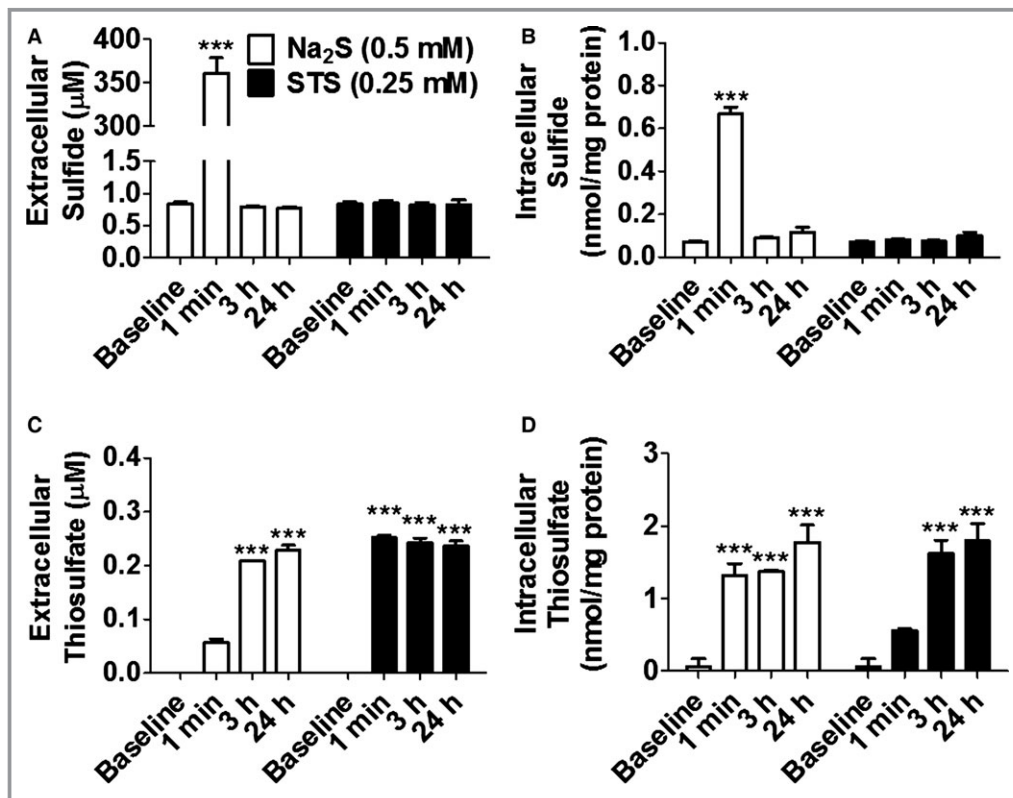 A
Extracellular
Sulfide (μM)
400
350
300
1.5
1.0
0.5
0.0
***
Na₂S (0.5 mM)
STS (0.25 mM)
Baseline
1 min
3 h
24 h
Baseline
1 min
3 h
24 h
B
Intracellular
Sulfide
(nmol/mg protein)
1.0
0.8
0.6
0.4
0.2
0.0
***
Baseline
1 min
3 h
24 h
Baseline
1 min
3 h
24 h
C
Extracellular
Thiosulfate (μM)
0.4
0.3
0.2
0.1
0.0
***
***
***
***
***
Baseline
1 min
3 h
24 h
Baseline
1 min
3 h
24 h
D
Intracellular
Thiosulfate
(nmol/mg protein)
3
2
1
0
***
***
***
***
***
Baseline
1 min
3 h
24 h
Baseline
1 min
3 h
24 h